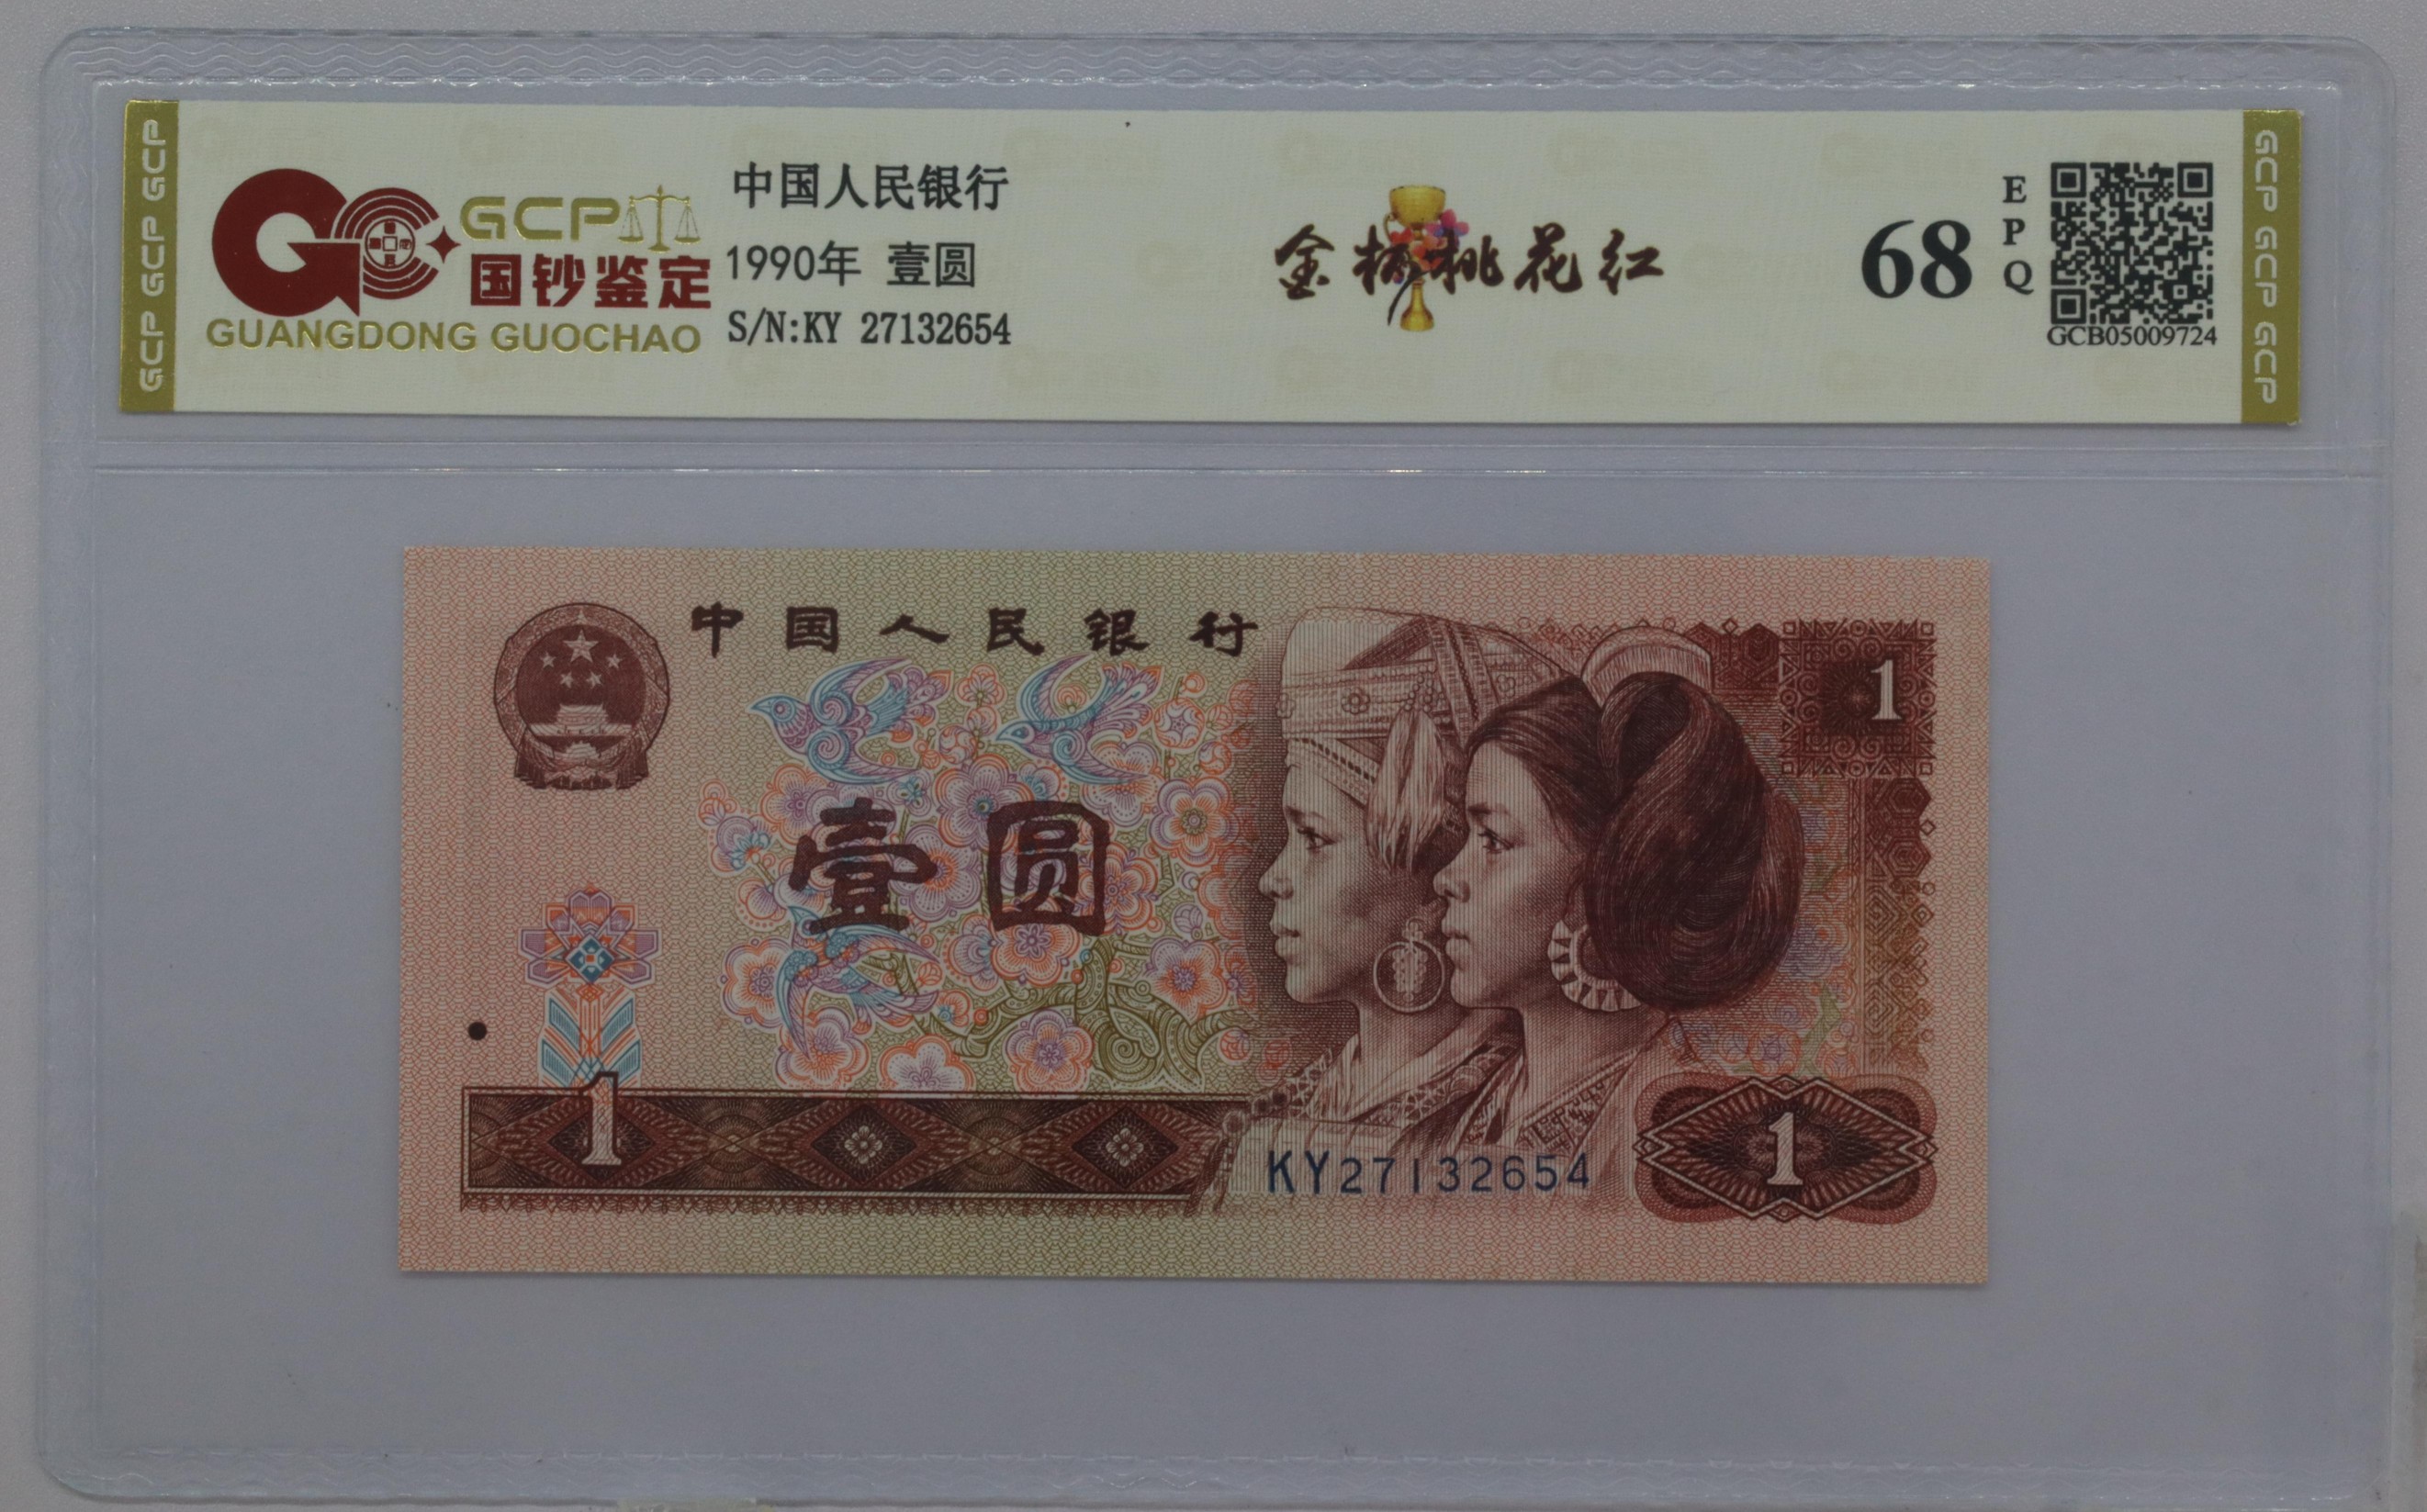 GCP GCP GCP
GCP
国钞鉴定
GUANGDONG GUOCHAO
中国人民银行
1990年 壹圆
S/N:KY 27132654
金杯桃花红
68
EPQ
GCB05009724
GCP GCP GCP
中国人民银行
1
壹圆
1
KY27132654
1